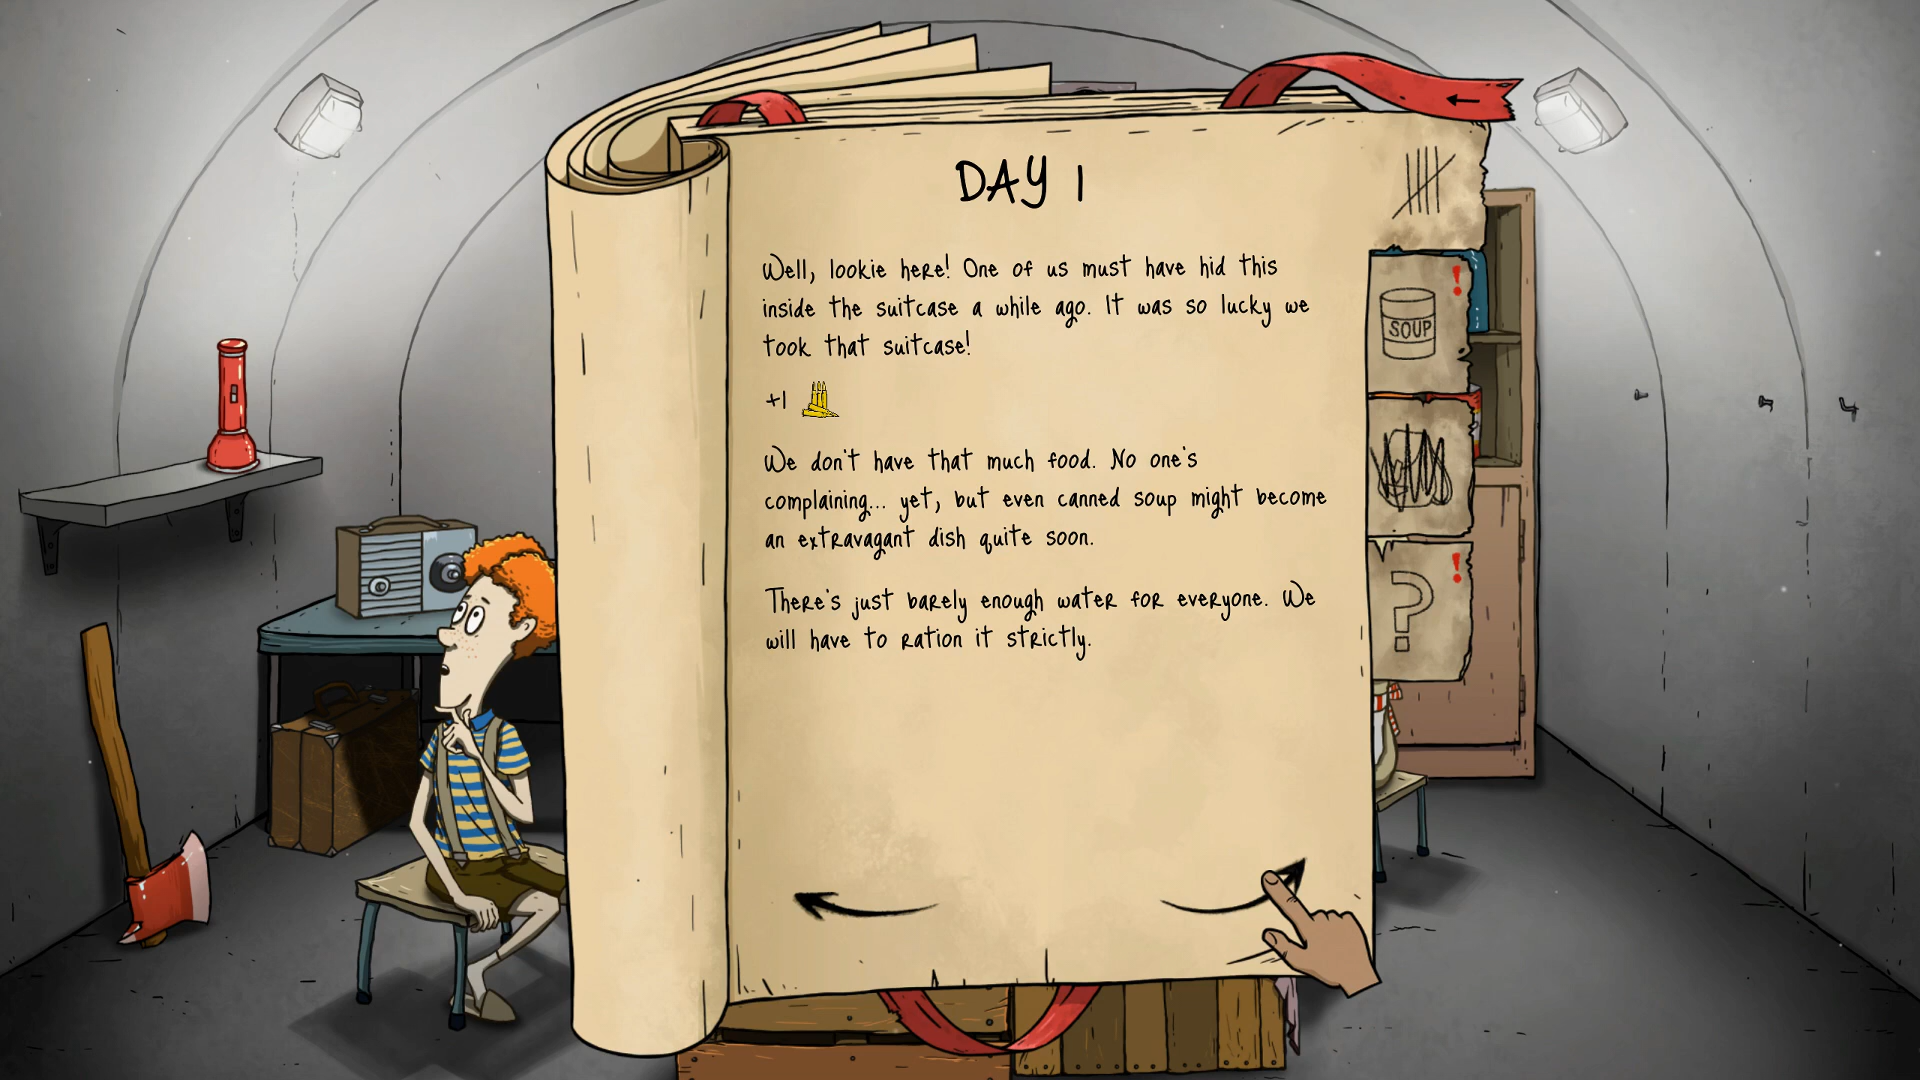 DAY 1
Well, lookie here! One of us must have hid this
inside the suitcase a while ago. It was so lucky we
took that suitcase!
+1
We don't have that much food. No one's
complaining... yet, but even canned soup might become
an extravagant dish quite soon.
There's just barely enough water for everyone. We
will have to ration it strictly.
!
SOUP
!
?